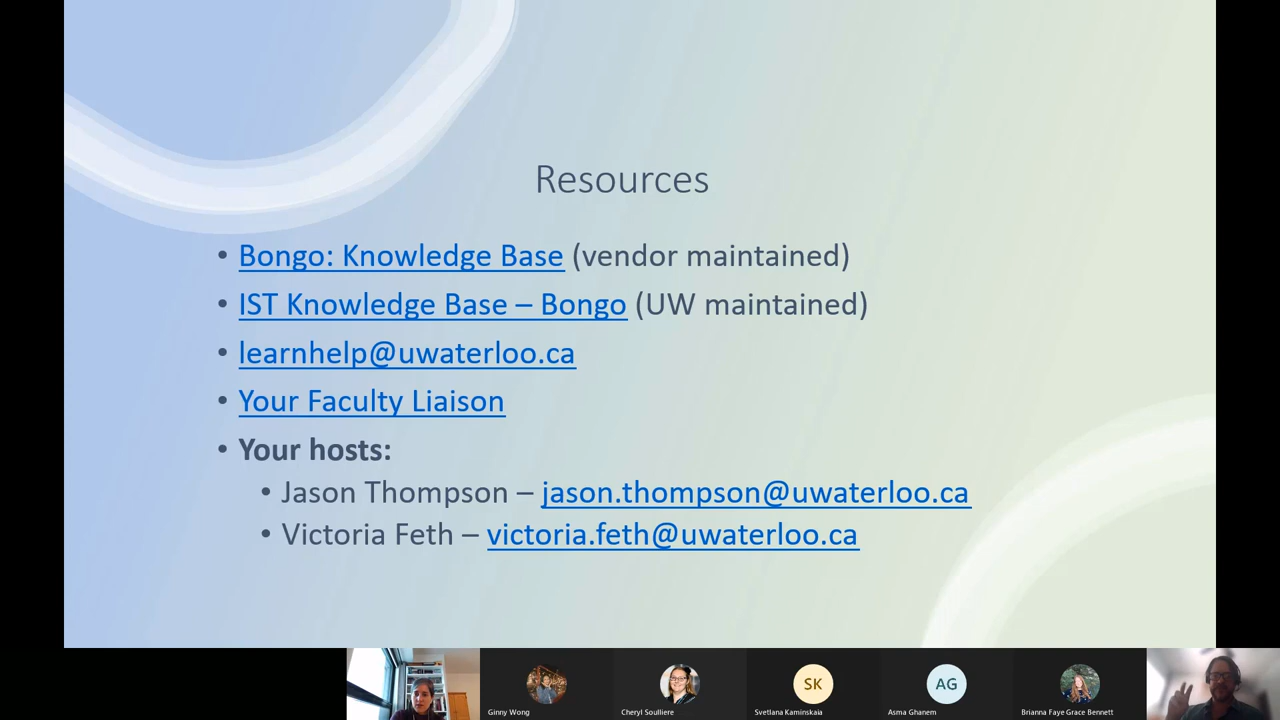 Resources
• Bongo: Knowledge Base (vendor maintained)
• IST Knowledge Base – Bongo (UW maintained)
• learnhelp@uwaterloo.ca
• Your Faculty Liaison
• Your hosts:
• Jason Thompson – jason.thompson@uwaterloo.ca
• Victoria Feth – victoria.feth@uwaterloo.ca
SK
AG
Ginny Wong
Cheryl Soulliere
Svetlana Kaminskaia
Asma Ghanem
Brianna Faye Grace Bennett